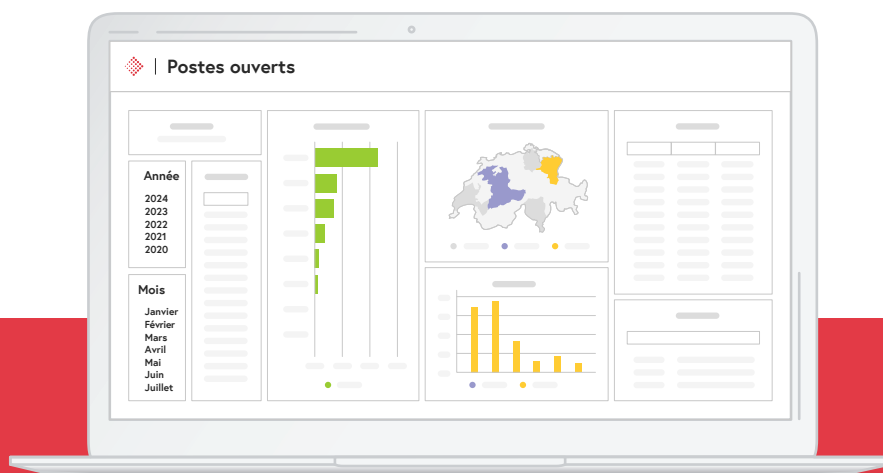 Postes ouverts
Année
2024
2023
2022
2021
2020
Mois
Janvier
Février
Mars
Avril
Mai
Juin
Juillet